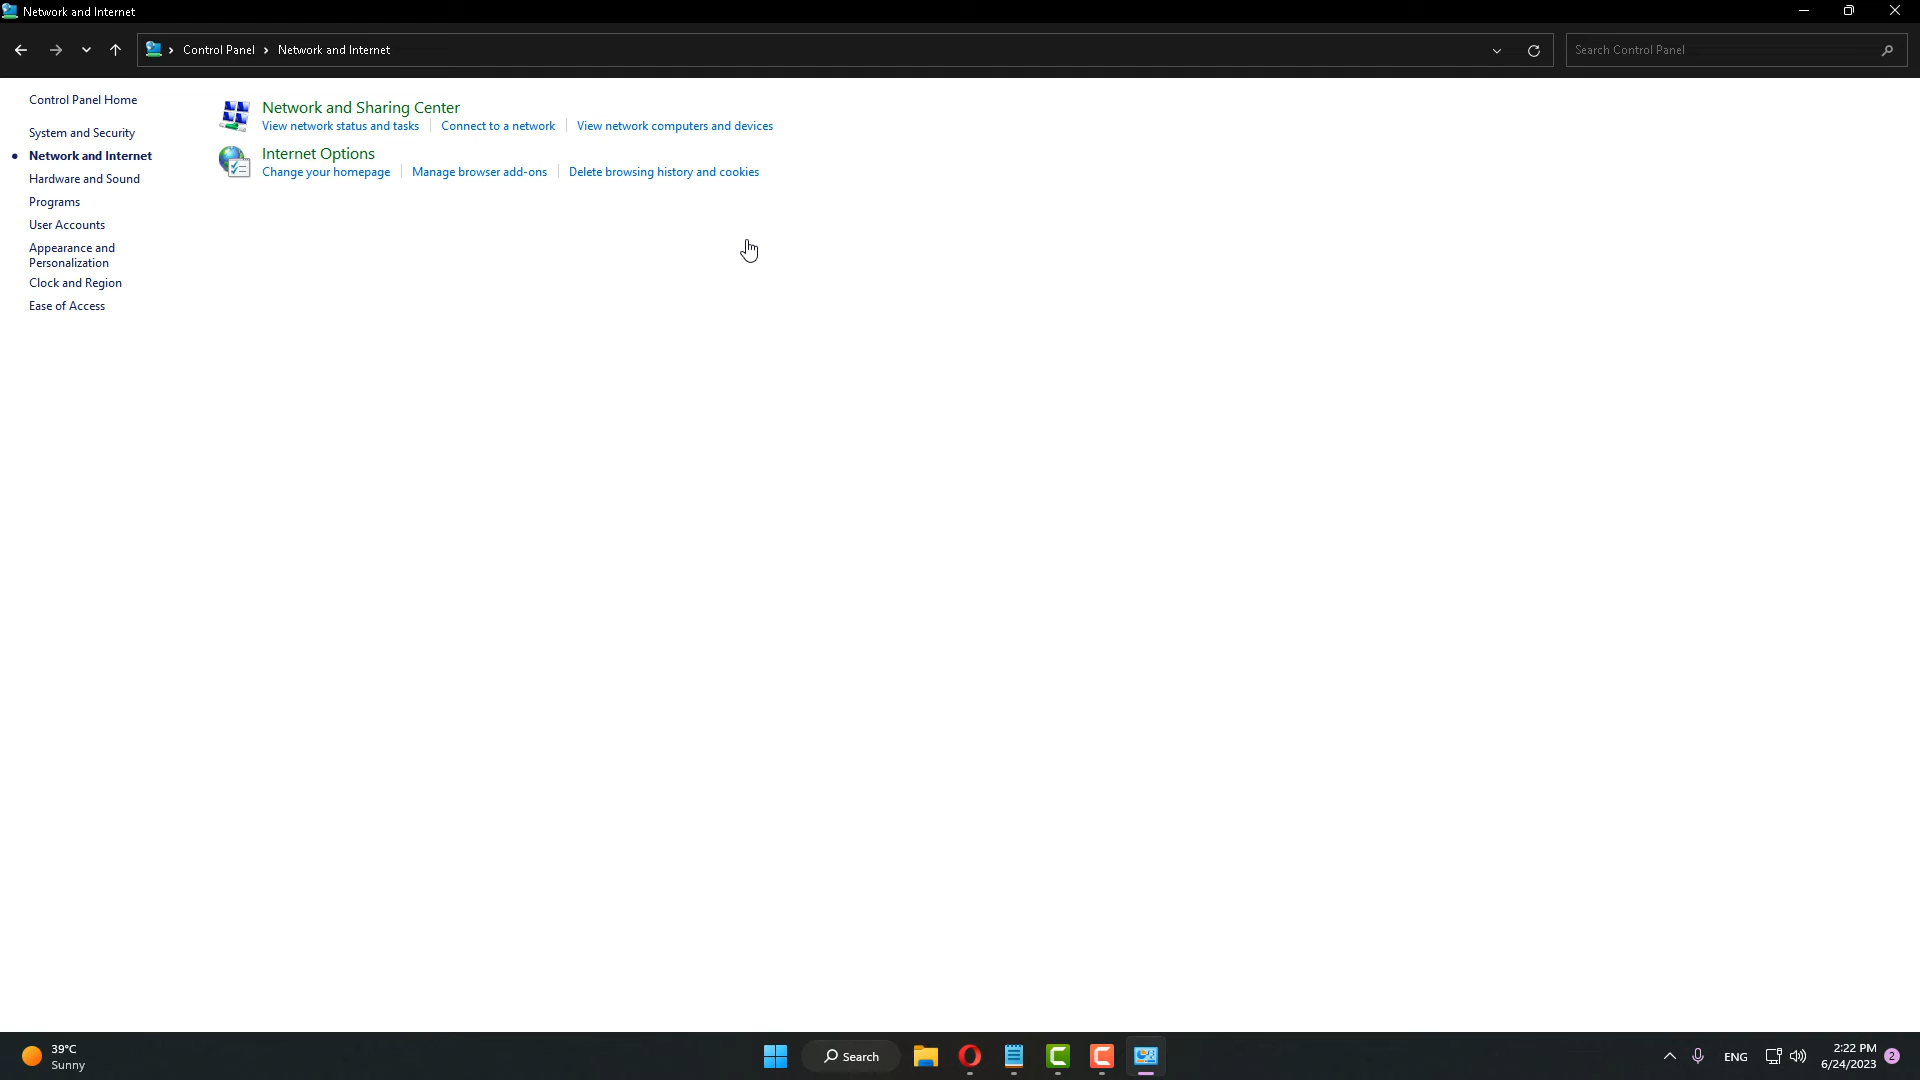 Network and Internet
Control Panel
Network and Internet
Search Control Panel
Control Panel Home
System and Security
Network and Internet
Hardware and Sound
Programs
User Accounts
Appearance and
Personalization
Clock and Region
Ease of Access
Network and Sharing Center
View network status and tasks
Connect to a network
View network computers and devices
Internet Options
Change your homepage
Manage browser add-ons
Delete browsing history and cookies
39°C
Sunny
Search
ENG
2:22 PM
6/24/2023
2